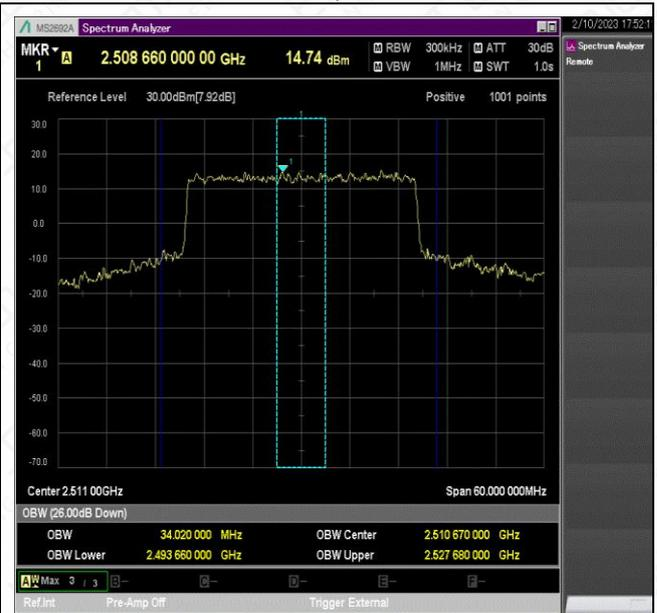 MS2692A Spectrum Analyzer
2/10/2023 17:52:1
MKR 1 A 2.508 660 000 00 GHz 14.74 dBm
M RBW 300kHz M ATT 30dB
M VBW 1MHz M SWT 1.0s
Spectrum Analyzer
Remote
Reference Level 30.00dBm[7.92dB] Positive 1001 points
30.0
20.0
1
10.0
0.0
-10.0
-20.0
-30.0
-40.0
-50.0
-60.0
-70.0
Center 2.511 00GHz Span 60.000 000MHz
OBW (26.00dB Down)
OBW 34.020 000 MHz OBW Center 2.510 670 000 GHz
OBW Lower 2.493 660 000 GHz OBW Upper 2.527 680 000 GHz
A W Max 3 / 3 B- C- D- E- F-
Ref.Int Pre-Amp Off Trigger External